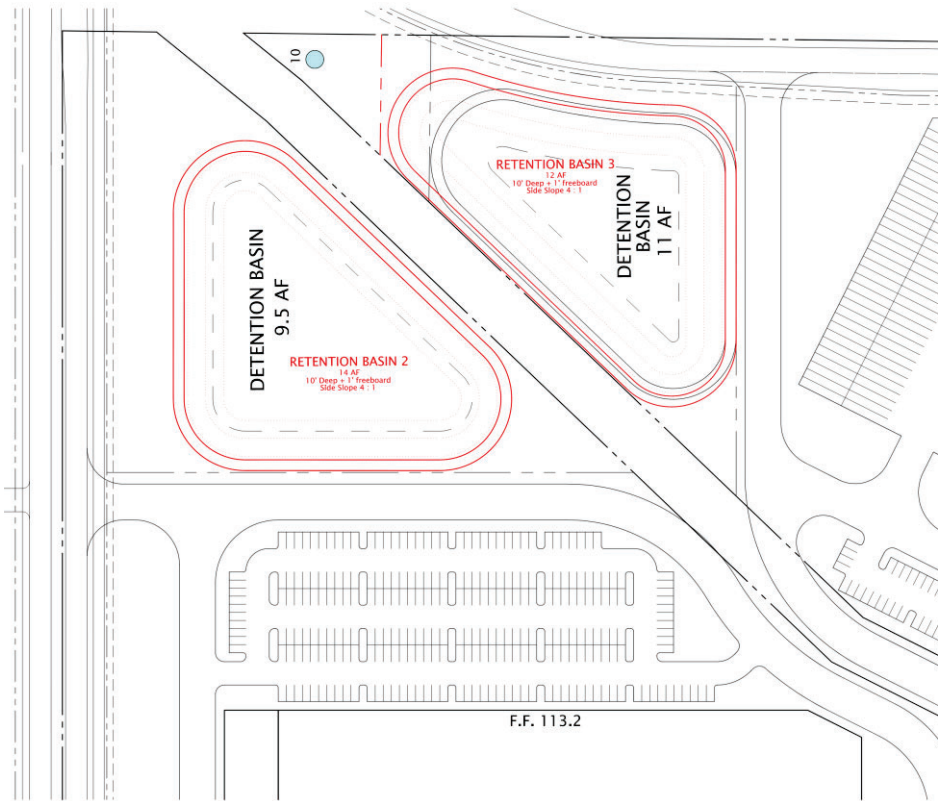 10
RETENTION BASIN 3
12 AF
10' Deep + 1' freeboard
Side Slope 4 : 1
DETENTION
BASIN
11 AF
DETENTION BASIN
9.5 AF
RETENTION BASIN 2
14 AF
10' Deep + 1' freeboard
Side Slope 4 : 1
F.F. 113.2